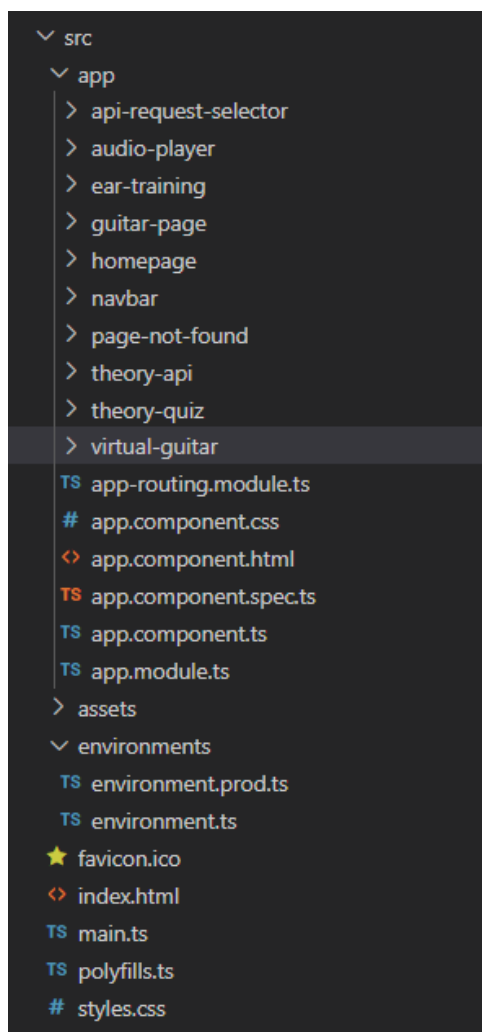 src
app
api-request-selector
audio-player
ear-training
guitar-page
homepage
navbar
page-not-found
theory-api
theory-quiz
virtual-guitar
TS app-routing.module.ts
# app.component.css
<> app.component.html
TS app.component.spec.ts
TS app.component.ts
TS app.module.ts
assets
environments
TS environment.prod.ts
TS environment.ts
favicon.ico
<> index.html
TS main.ts
TS polyfills.ts
# styles.css